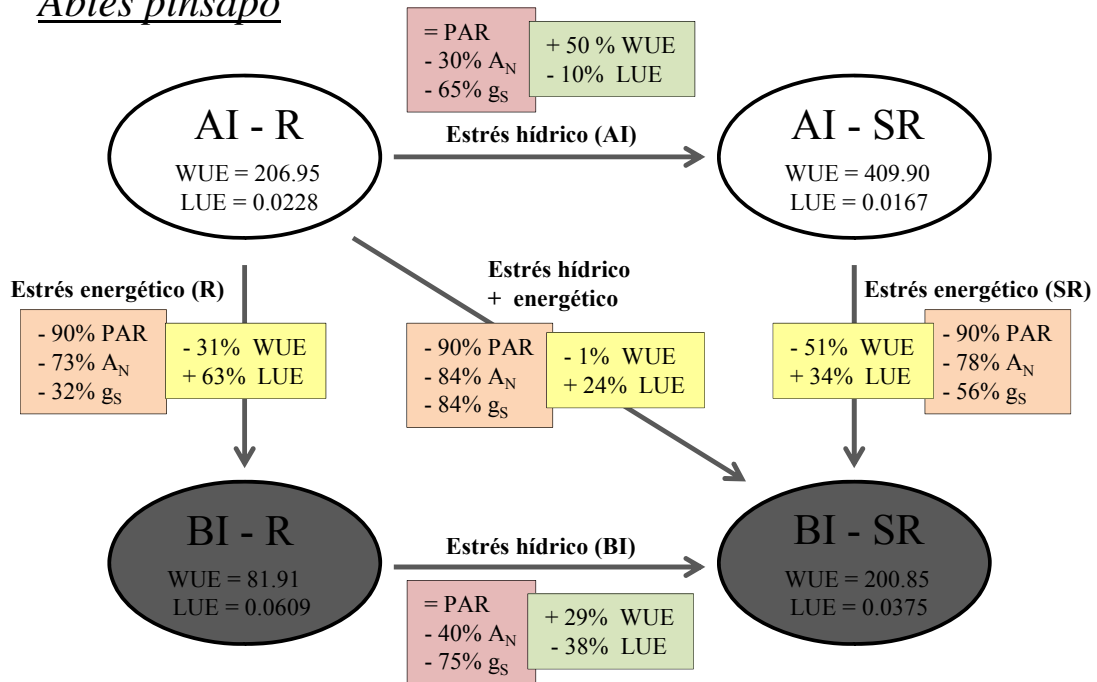 Abies pinsapo
= PAR
- 30% AN
- 65% gS
+ 50 % WUE
- 10% LUE
AI - R
WUE = 206.95
LUE = 0.0228
Estrés hídrico (AI)
AI - SR
WUE = 409.90
LUE = 0.0167
Estrés energético (R)
- 90% PAR
- 73% AN
- 32% gS
- 31% WUE
+ 63% LUE
Estrés hídrico
+ energético
- 90% PAR
- 84% AN
- 84% gS
- 1% WUE
+ 24% LUE
Estrés energético (SR)
- 51% WUE
+ 34% LUE
- 90% PAR
- 78% AN
- 56% gS
BI - R
WUE = 81.91
LUE = 0.0609
Estrés hídrico (BI)
= PAR
- 40% AN
- 75% gS
+ 29% WUE
- 38% LUE
BI - SR
WUE = 200.85
LUE = 0.0375